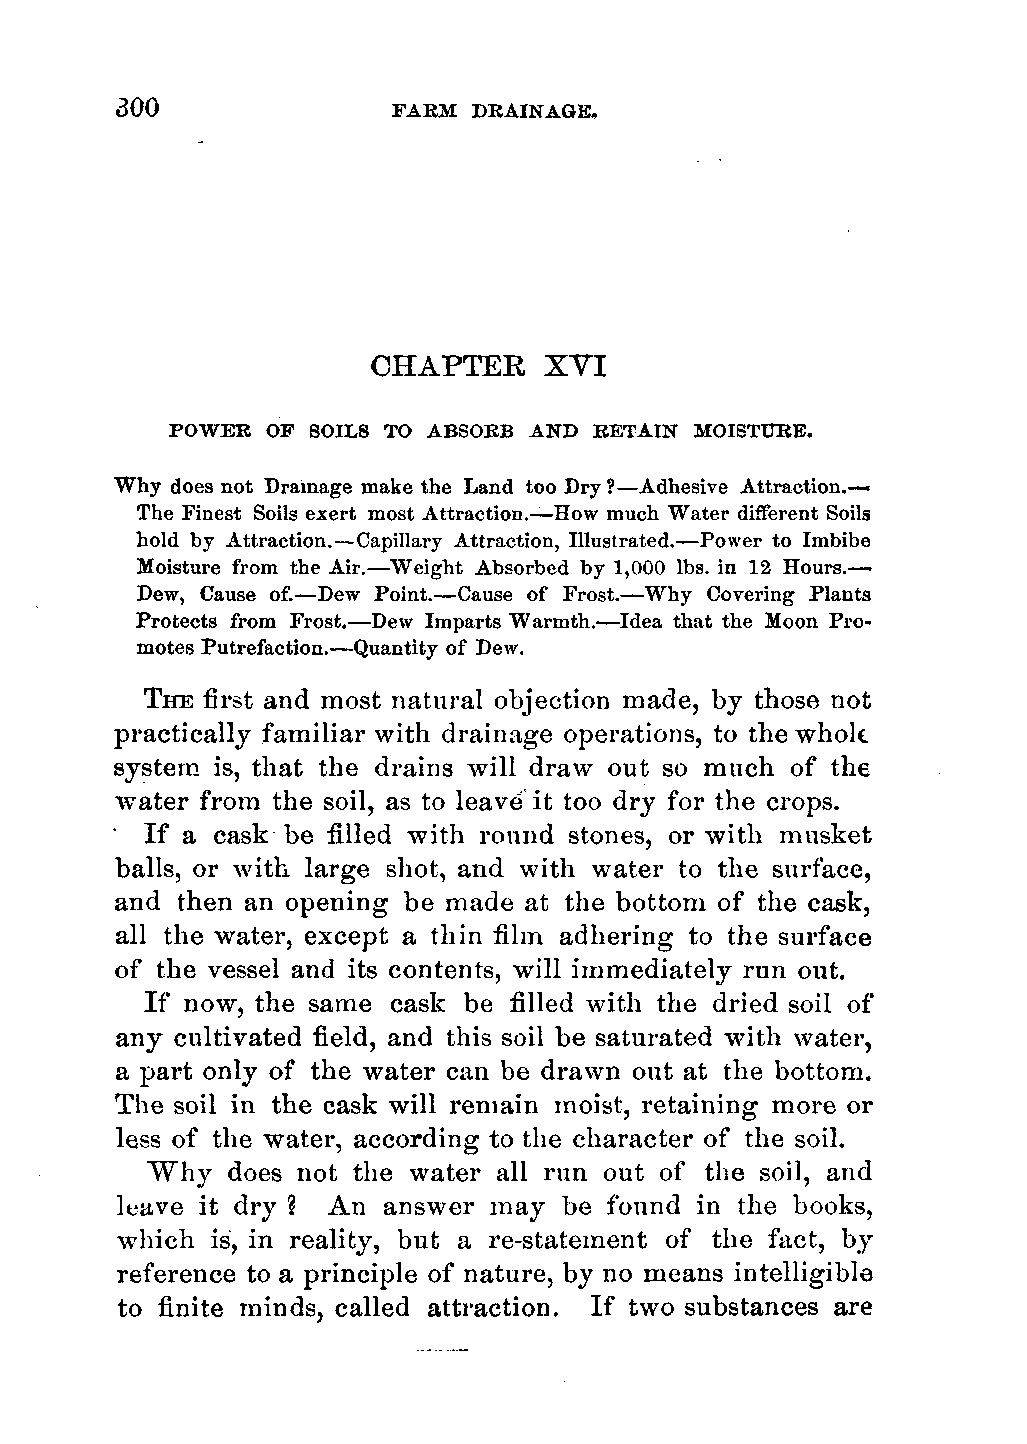 300 FARM DRAINAGE.
CHAPTER XVI
POWER OF SOILS TO ABSORB AND RETAIN MOISTURE.
Why does not Drainage make the Land too Dry?—Adhesive Attraction.—
The Finest Soils exert most Attraction.—How much Water different Soils
hold by Attraction.—Capillary Attraction, Illustrated.—Power to Imbibe
Moisture from the Air.—Weight Absorbed by 1,000 lbs. in 12 Hours.—
Dew, Cause of.—Dew Point.—Cause of Frost.—Why Covering Plants
Protects from Frost.—Dew Imparts Warmth.—Idea that the Moon Pro-
motes Putrefaction.—Quantity of Dew.
THE first and most natural objection made, by those not
practically familiar with drainage operations, to the whole
system is, that the drains will draw out so much of the
water from the soil, as to leave it too dry for the crops.
If a cask be filled with round stones, or with musket
balls, or with large shot, and with water to the surface,
and then an opening be made at the bottom of the cask,
all the water, except a thin film adhering to the surface
of the vessel and its contents, will immediately run out.
If now, the same cask be filled with the dried soil of
any cultivated field, and this soil be saturated with water,
a part only of the water can be drawn out at the bottom.
The soil in the cask will remain moist, retaining more or
less of the water, according to the character of the soil.
Why does not the water all run out of the soil, and
leave it dry? An answer may be found in the books,
which is, in reality, but a re-statement of the fact, by
reference to a principle of nature, by no means intelligible
to finite minds, called attraction. If two substances are